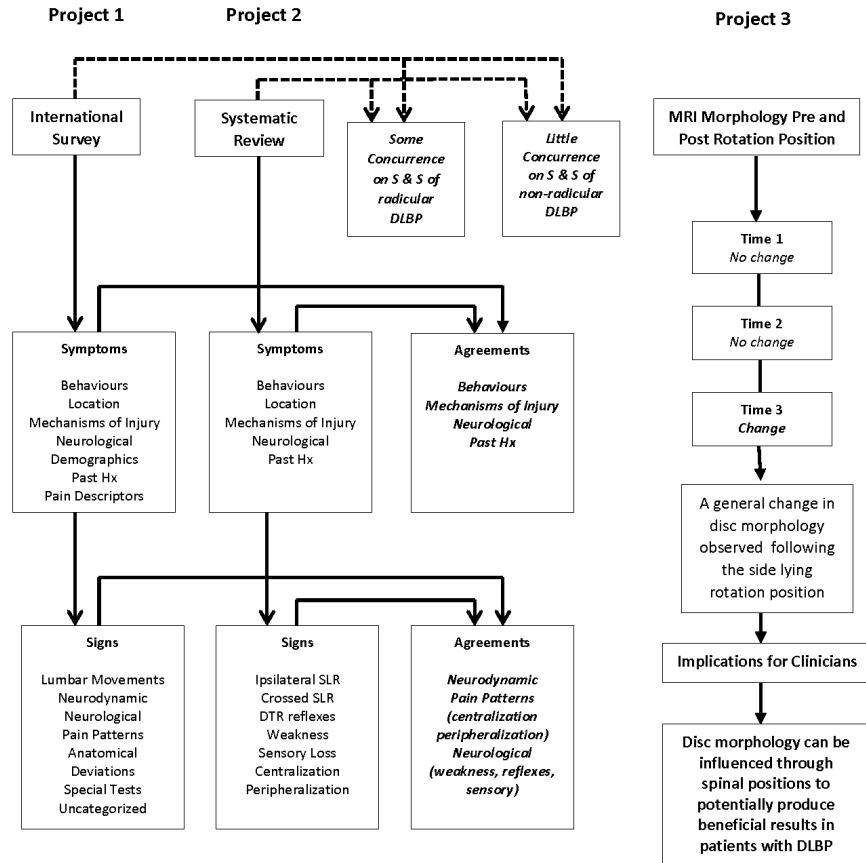 Project 1
Project 2
Project 3
International
Survey
Systematic
Review
Some
Concurrence
on S & S of
radicular
DLBP
Little
Concurrence
on S & S of
non-radicular
DLBP
MRI Morphology Pre and
Post Rotation Position
Time 1
No change
Time 2
No change
Time 3
Change
Symptoms
Behaviours
Location
Mechanisms of Injury
Neurological
Demographics
Past Hx
Pain Descriptors
Symptoms
Behaviours
Location
Mechanisms of Injury
Neurological
Past Hx
Agreements
Behaviours
Mechanisms of Injury
Neurological
Past Hx
A general change in
disc morphology
observed following
the side lying
rotation position
Signs
Lumbar Movements
Neurodynamic
Neurological
Pain Patterns
Anatomical
Deviations
Special Tests
Uncategorized
Signs
Ipsilateral SLR
Crossed SLR
DTR reflexes
Weakness
Sensory Loss
Centralization
Peripheralization
Agreements
Neurodynamic
Pain Patterns
(centralization
peripheralization)
Neurological
(weakness, reflexes,
sensory)
Implications for Clinicians
Disc morphology can be
influenced through
spinal positions to
potentially produce
beneficial results in
patients with DLBP